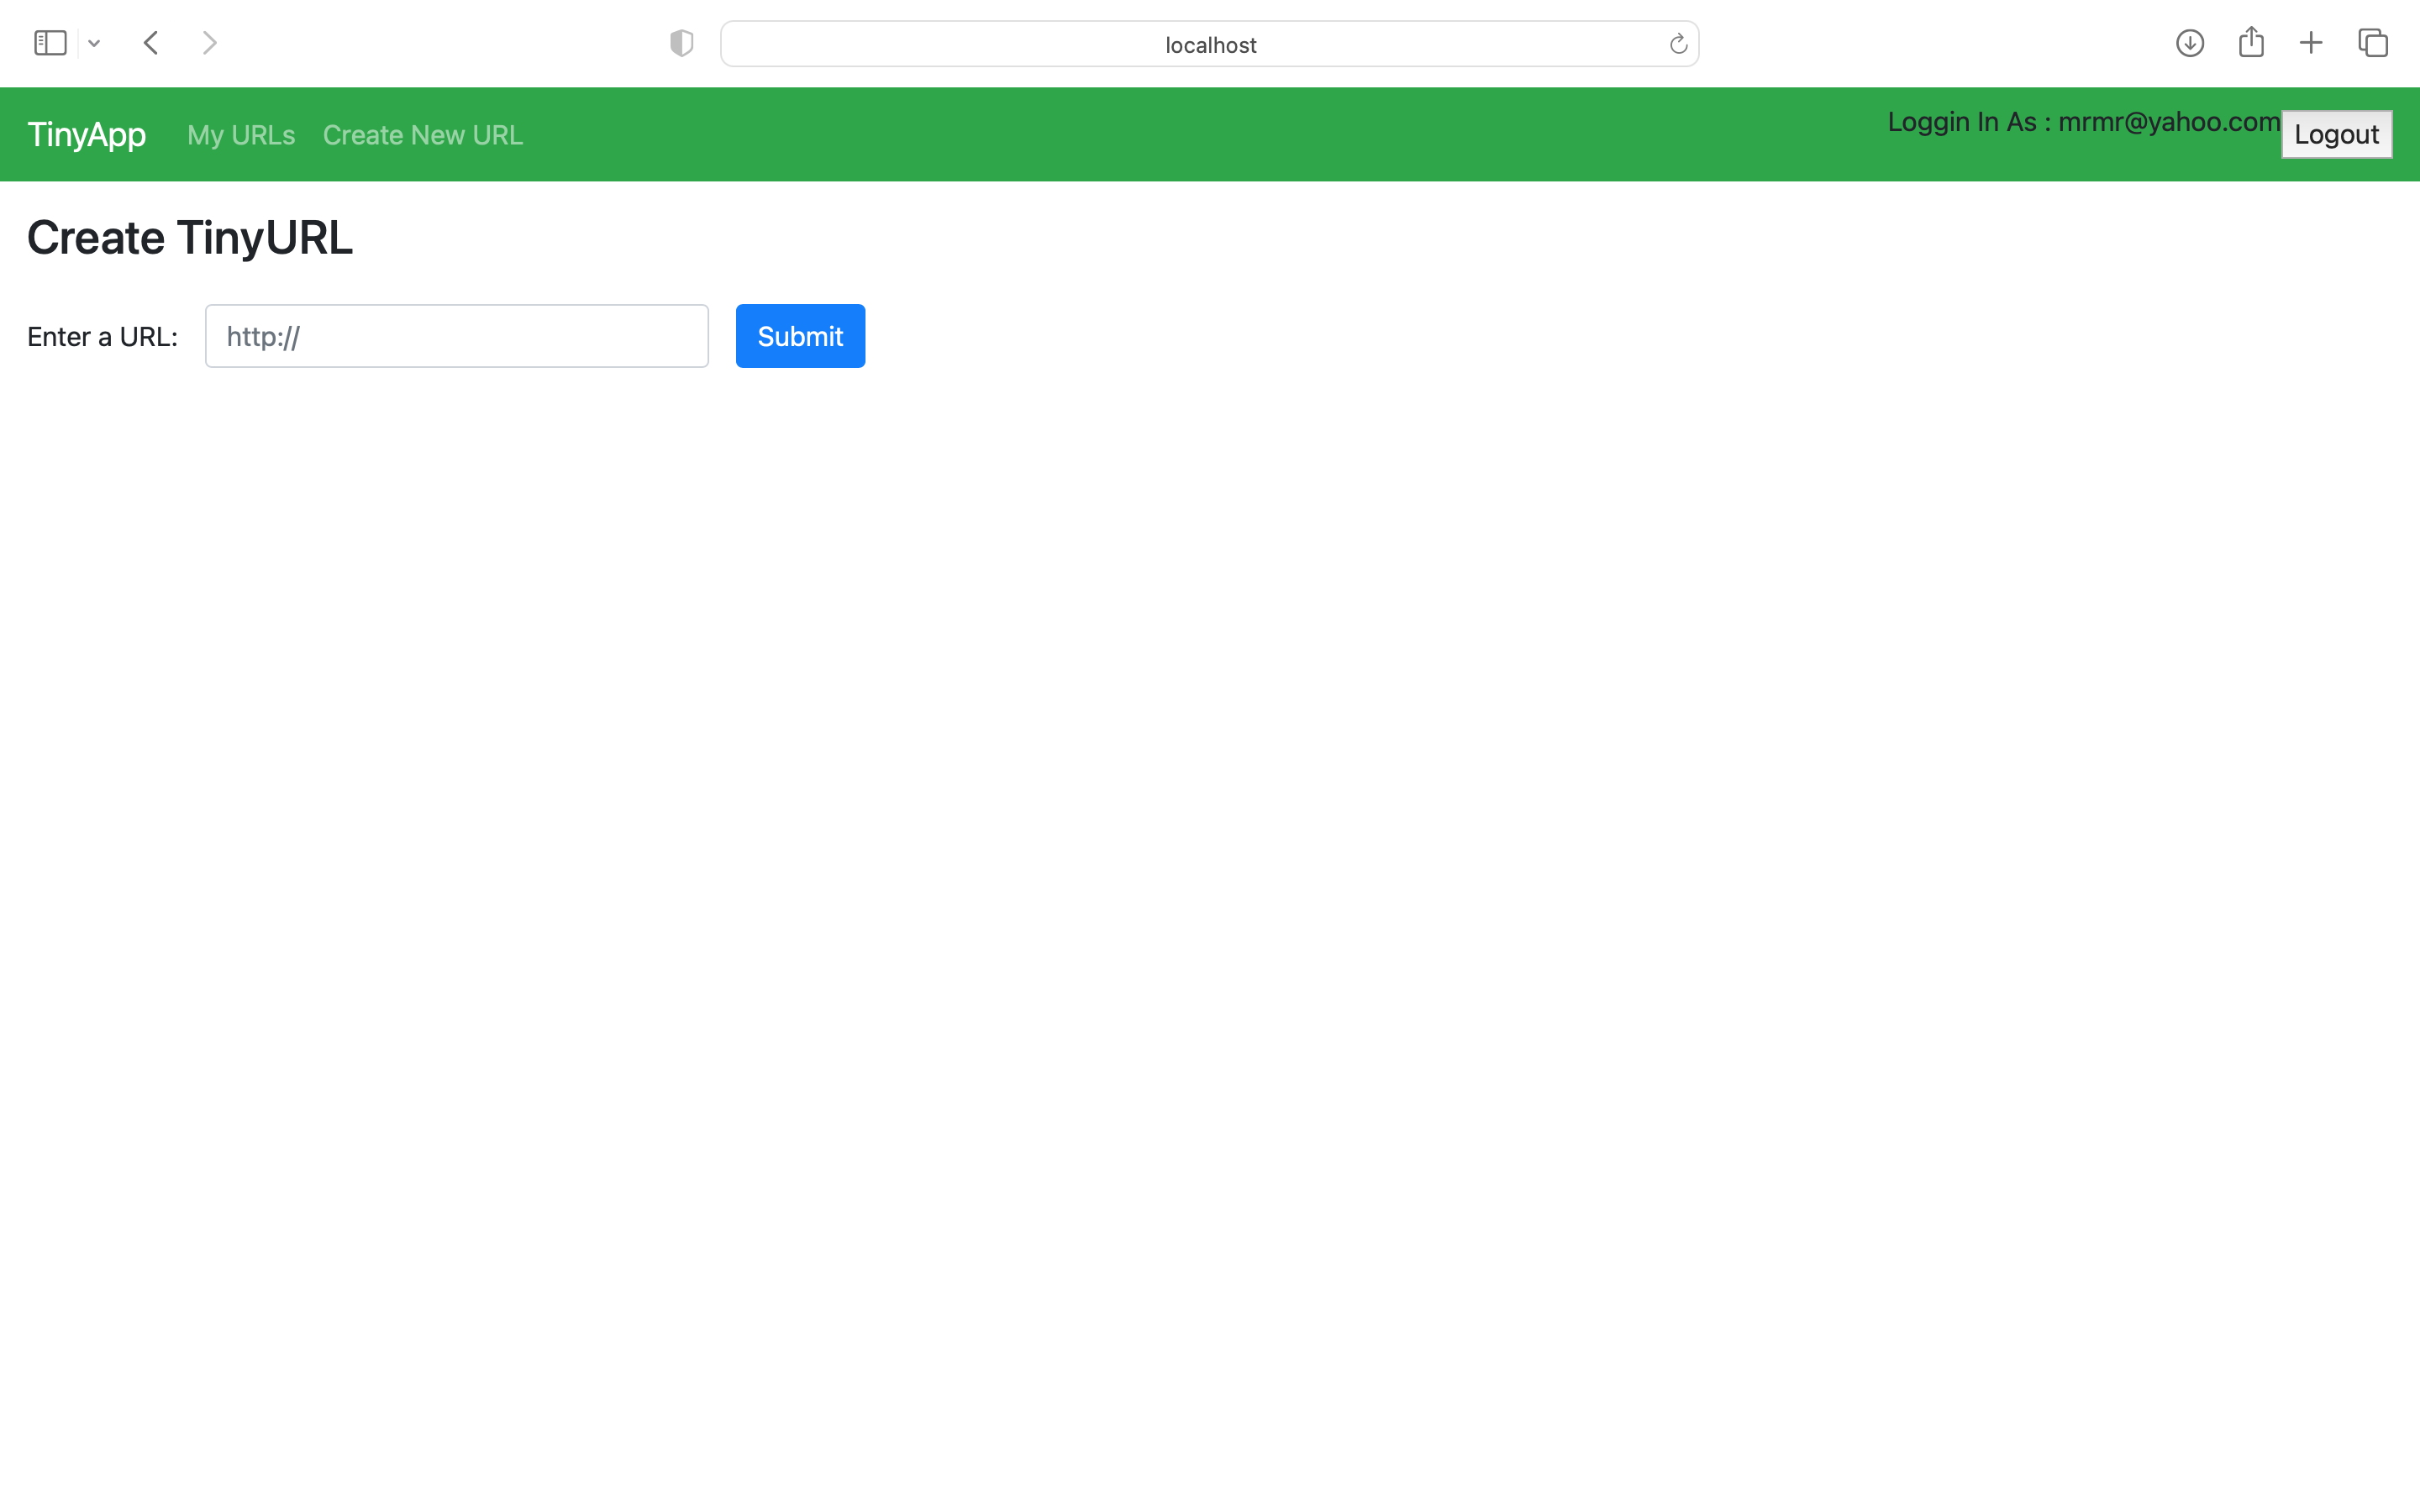 localhost
TinyApp My URLs Create New URL Loggin In As : mrmr@yahoo.com Logout
Create TinyURL
Enter a URL: http:// Submit